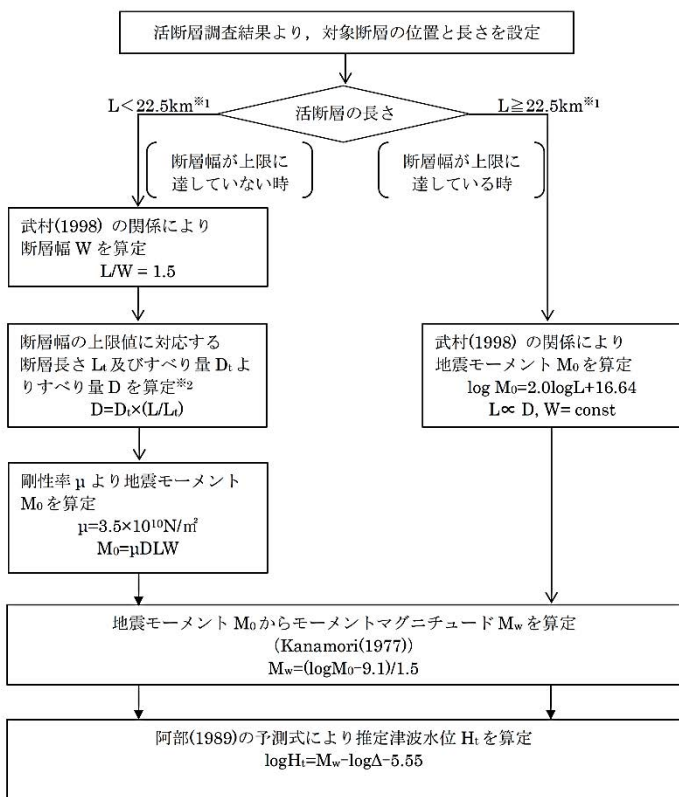 活断層調査結果より，対象断層の位置と長さを設定
L＜22.5km※1
L≧22.5km※1
活断層の長さ
断層幅が上限に
達していない時
断層幅が上限に
達している時
武村(1998) の関係により
断層幅 W を算定
L/W = 1.5
断層幅の上限値に対応する
断層長さ Lt 及びすべり量 Dt よ
りすべり量 D を算定※2
D=Dt×(L/Lt)
武村(1998) の関係により
地震モーメント M0 を算定
log M0=2.0logL+16.64
L∝ D, W= const
剛性率 μ より地震モーメント
M0 を算定
μ=3.5×10¹⁰N/㎡
M0=μDLW
地震モーメント M0 からモーメントマグニチュード Mw を算定
（Kanamori(1977)）
Mw=(logM0-9.1)/1.5
阿部(1989)の予測式により推定津波水位 Ht を算定
logHt=Mw-logΔ-5.55